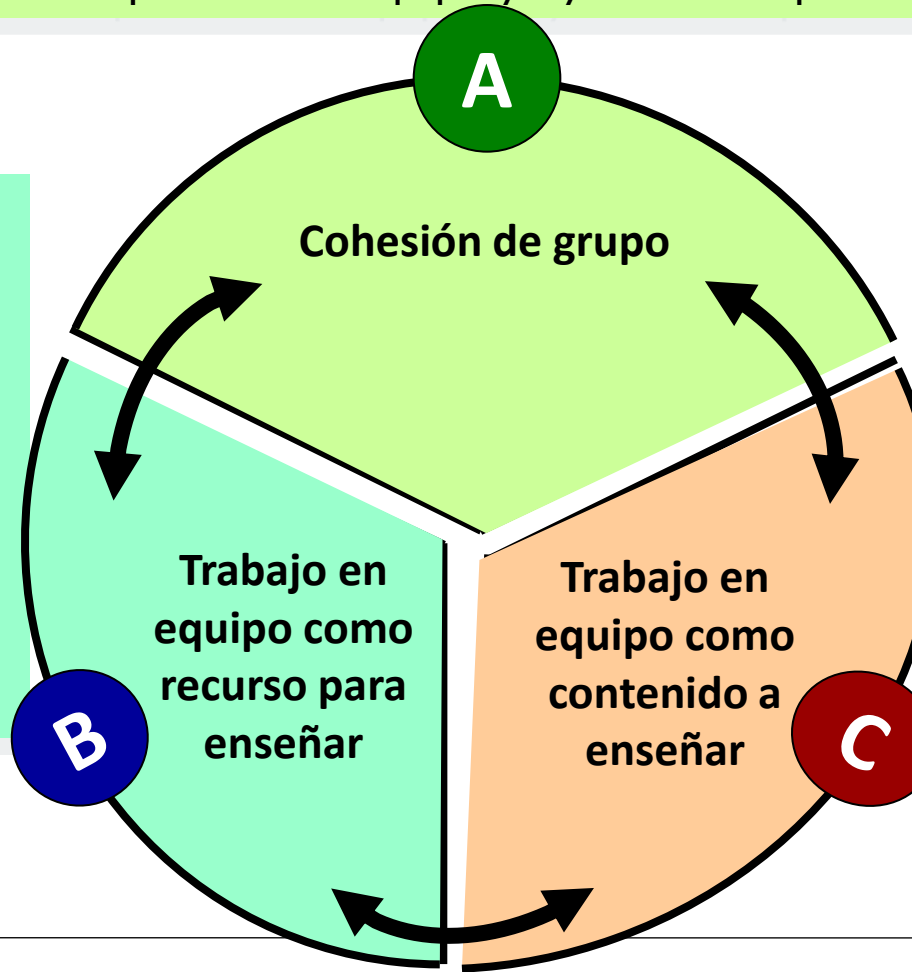 A
Cohesión de grupo
Trabajo en
equipo como
recurso para
enseñar
B
Trabajo en
equipo como
contenido a
enseñar
C